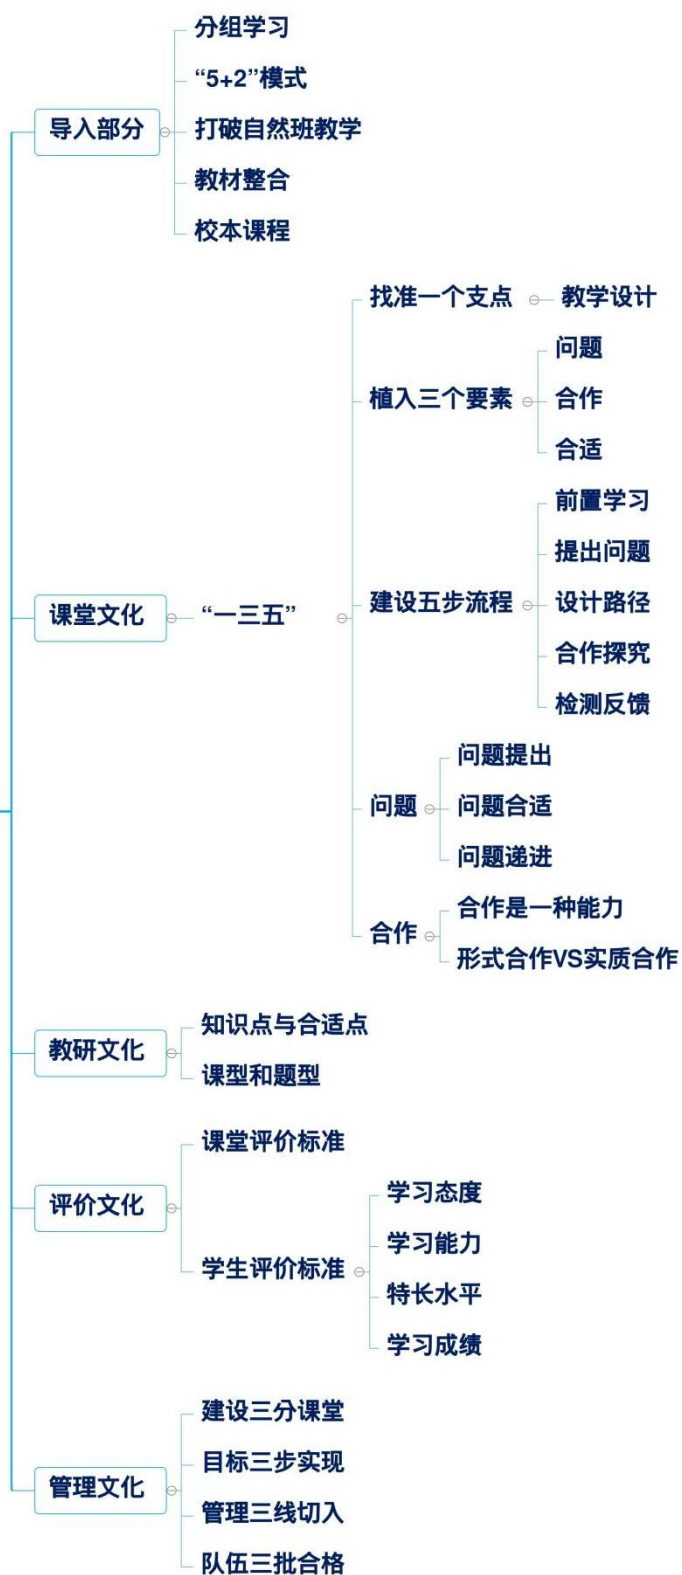 导入部分
分组学习
“5+2”模式
打破自然班教学
教材整合
校本课程
课堂文化
“一三五”
找准一个支点
教学设计
植入三个要素
问题
合作
合适
建设五步流程
前置学习
提出问题
设计路径
合作探究
检测反馈
问题
问题提出
问题合适
问题递进
合作
合作是一种能力
形式合作VS实质合作
教研文化
知识点与合适点
课型和题型
评价文化
课堂评价标准
学生评价标准
学习态度
学习能力
特长水平
学习成绩
管理文化
建设三分课堂
目标三步实现
管理三线切入
队伍三批合格